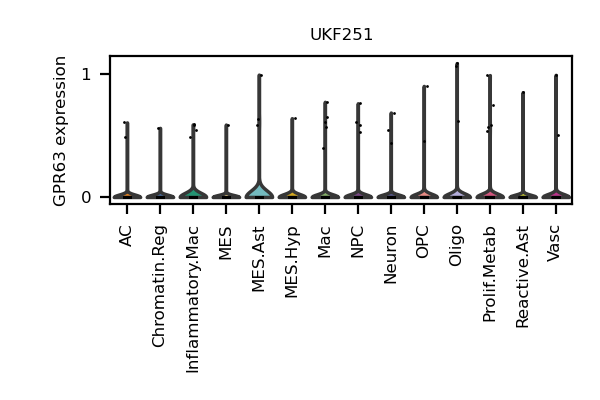 UKF251
GPR63 expression
1
0
AC
Chromatin.Reg
Inflammatory.Mac
MES
MES.Ast
MES.Hyp
Mac
NPC
Neuron
OPC
Oligo
Prolif.Metab
Reactive.Ast
Vasc